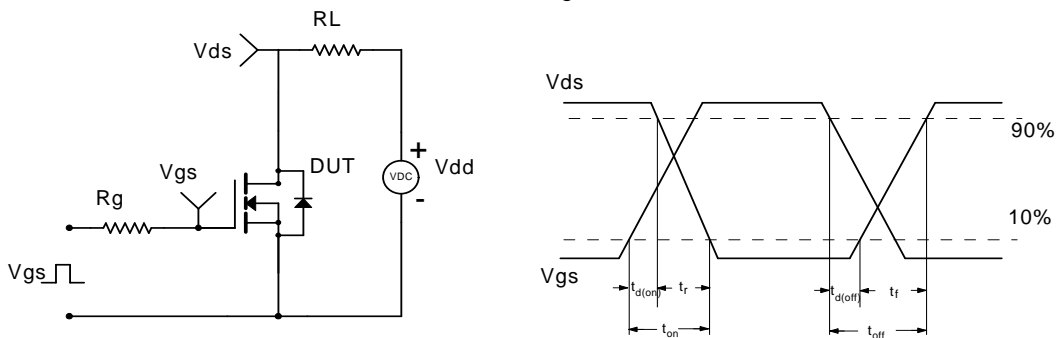 RL
Vds
Vgs
DUT
Rg
VDC
+
-
Vdd
Vgs
Vds
90%
10%
Vgs
td(on)
tr
td(off)
tf
ton
toff